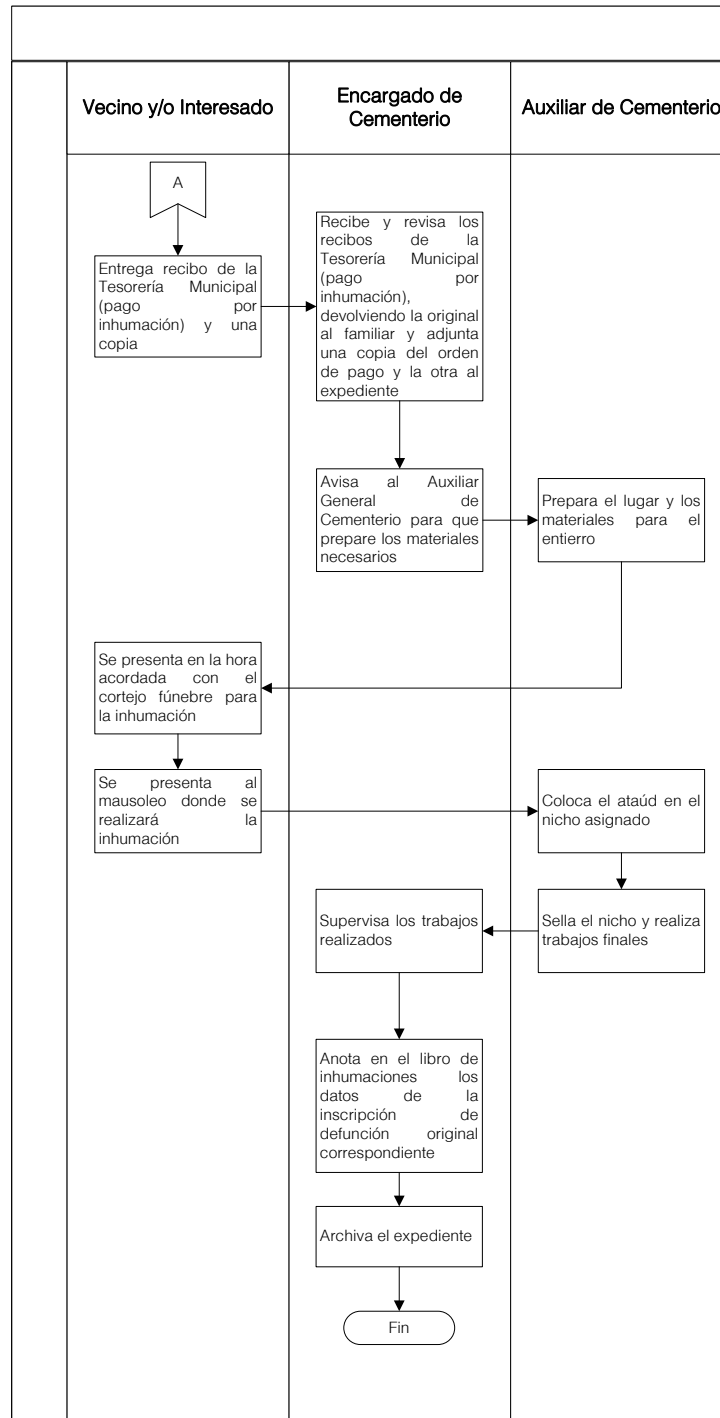 Vecino y/o Interesado
Encargado de
Cementerio
Auxiliar de Cementerio
A
Entrega recibo de la
Tesorería Municipal
(pago por
inhumación) y una
copia
Recibe y revisa los
recibos de la
Tesorería Municipal
(pago por
inhumación),
devolviendo la original
al familiar y adjunta
una copia del orden
de pago y la otra al
expediente
Avisa al Auxiliar
General de
Cementerio para que
prepare los materiales
necesarios
Prepara el lugar y los
materiales para el
entierro
Se presenta en la hora
acordada con el
cortejo fúnebre para
la inhumación
Se presenta al
mausoleo donde se
realizará la
inhumación
Coloca el ataúd en el
nicho asignado
Sella el nicho y realiza
trabajos finales
Supervisa los trabajos
realizados
Anota en el libro de
inhumaciones los
datos de la
inscripción de
defunción original
correspondiente
Archiva el expediente
Fin